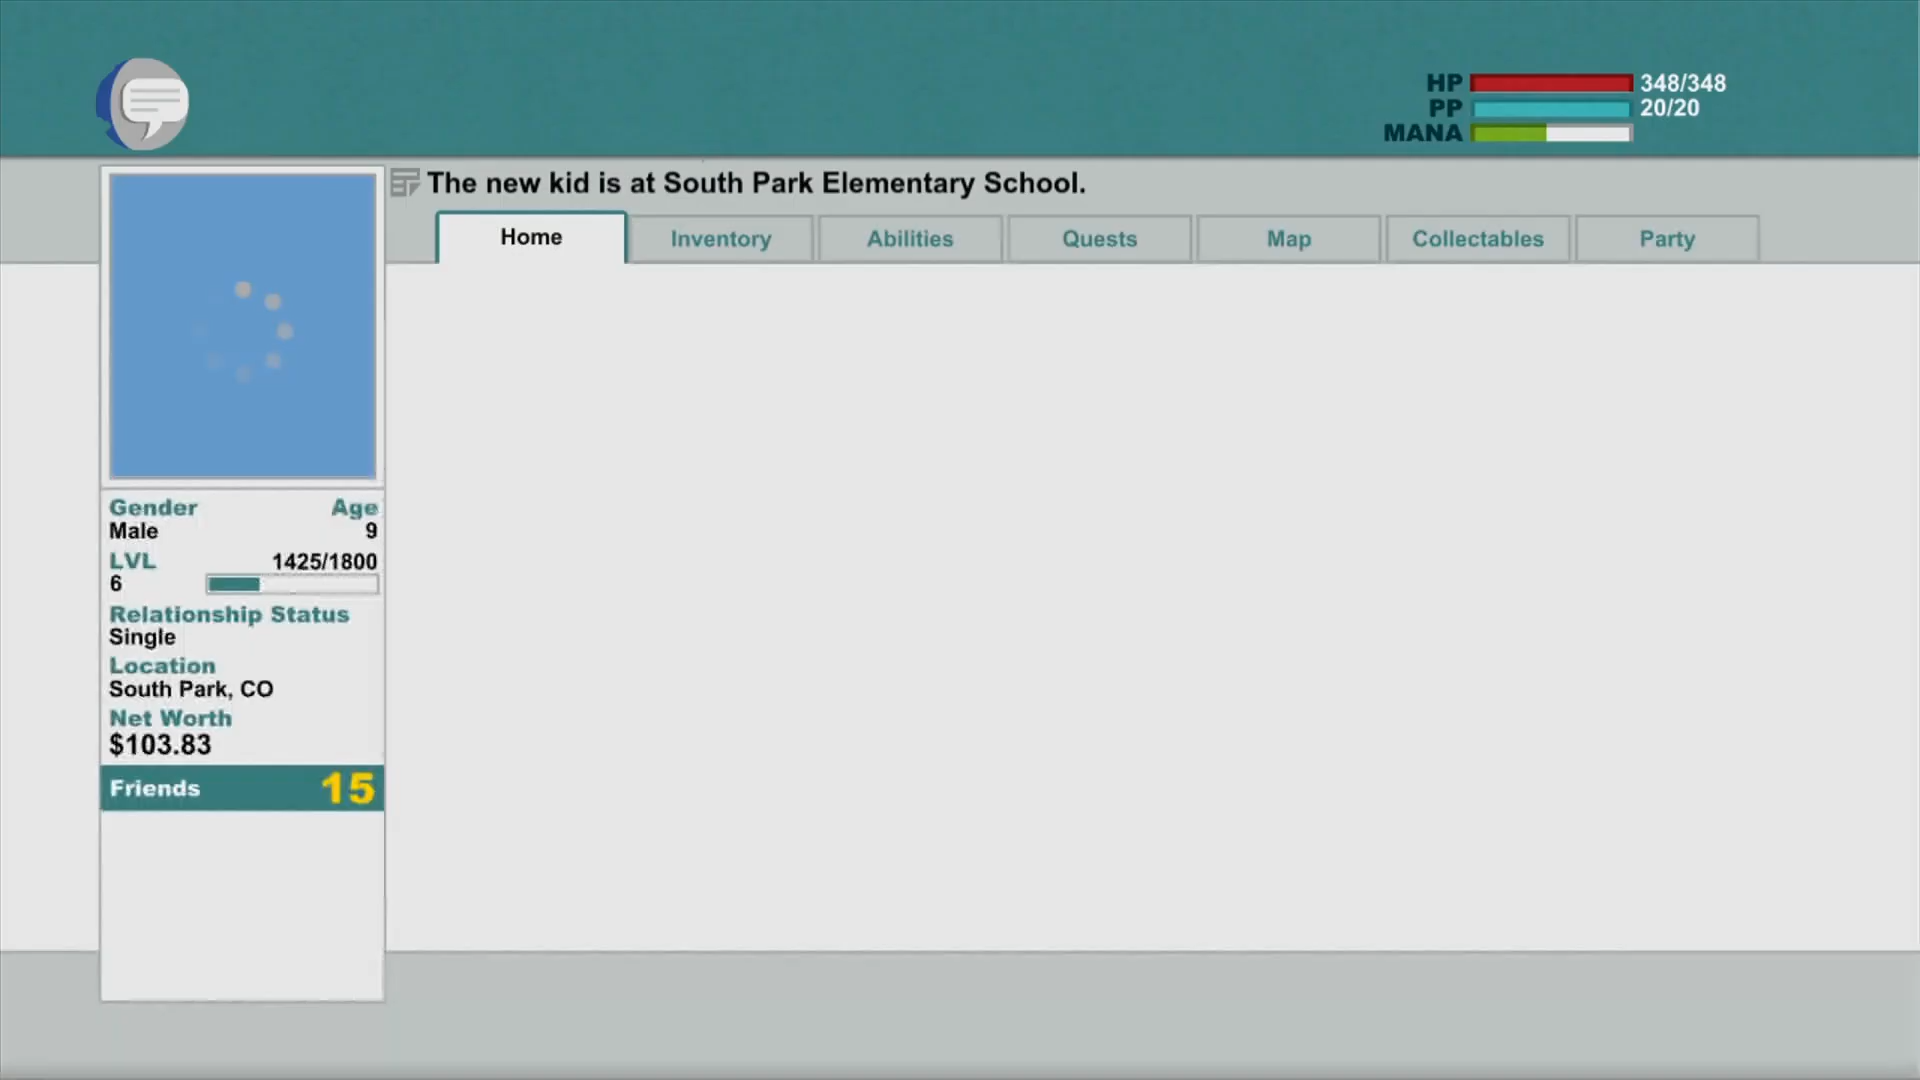 HP 348/348
PP 20/20
MANA
The new kid is at South Park Elementary School.
Home Inventory Abilities Quests Map Collectables Party
Gender Age
Male 9
LVL 1425/1800
6
Relationship Status
Single
Location
South Park, CO
Net Worth
$103.83
Friends 15